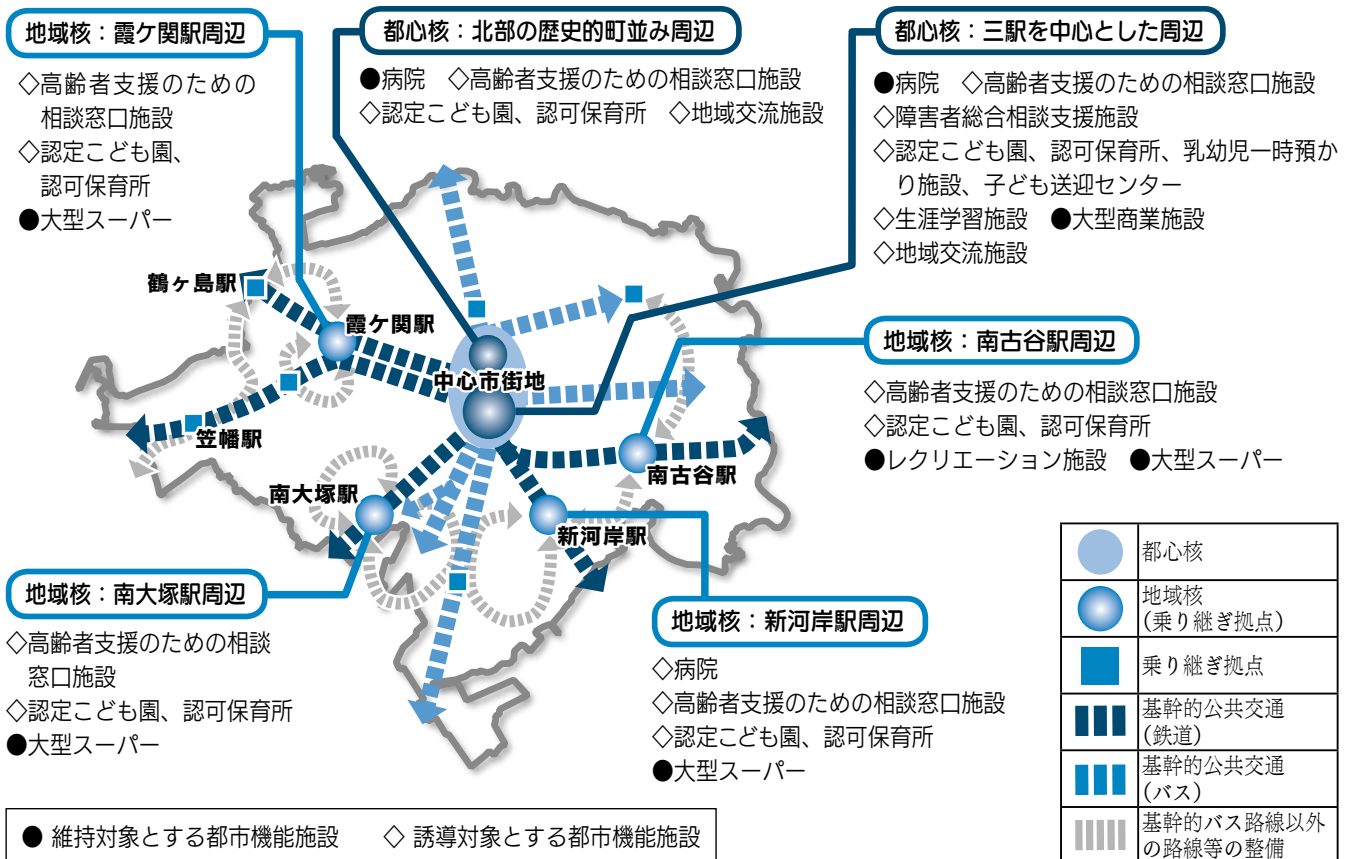 地域核：霞ケ関駅周辺
◇高齢者支援のための
相談窓口施設
◇認定こども園、
認可保育所
●大型スーパー
都心核：北部の歴史的町並み周辺
●病院　◇高齢者支援のための相談窓口施設
◇認定こども園、認可保育所　◇地域交流施設
都心核：三駅を中心とした周辺
●病院　◇高齢者支援のための相談窓口施設
◇障害者総合相談支援施設
◇認定こども園、認可保育所、乳幼児一時預か
り施設、子ども送迎センター
◇生涯学習施設　●大型商業施設
◇地域交流施設
鶴ヶ島駅
霞ケ関駅
中心市街地
笠幡駅
南大塚駅
南古谷駅
新河岸駅
地域核：南古谷駅周辺
◇高齢者支援のための相談窓口施設
◇認定こども園、認可保育所
●レクリエーション施設　●大型スーパー
地域核：南大塚駅周辺
◇高齢者支援のための相談
窓口施設
◇認定こども園、認可保育所
●大型スーパー
地域核：新河岸駅周辺
◇病院
◇高齢者支援のための相談窓口施設
◇認定こども園、認可保育所
●大型スーパー
都心核
地域核
(乗り継ぎ拠点)
乗り継ぎ拠点
基幹的公共交通
(鉄道)
基幹的公共交通
(バス)
基幹的バス路線以外
の路線等の整備
● 維持対象とする都市機能施設　◇ 誘導対象とする都市機能施設